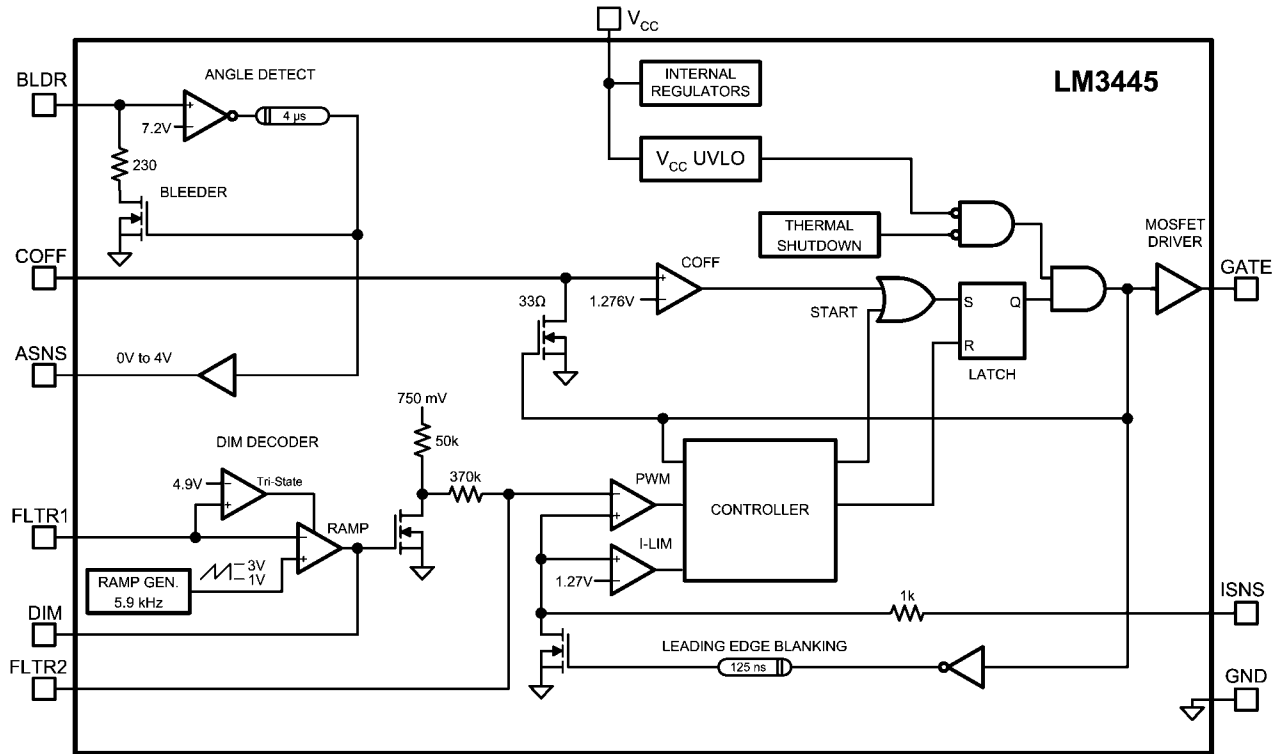 V_CC
LM3445
BLDR
ANGLE DETECT
INTERNAL
REGULATORS
7.2V
4 µs
230
BLEEDER
V_CC UVLO
THERMAL
SHUTDOWN
MOSFET
DRIVER
COFF
COFF
GATE
1.276V
33Ω
START
S
Q
R
LATCH
ASNS
0V to 4V
750 mV
50k
DIM DECODER
370k
4.9V
Tri-State
PWM
CONTROLLER
FLTR1
RAMP
I-LIM
3V
1V
1.27V
RAMP GEN.
5.9 kHz
1k
ISNS
DIM
LEADING EDGE BLANKING
125 ns
FLTR2
GND